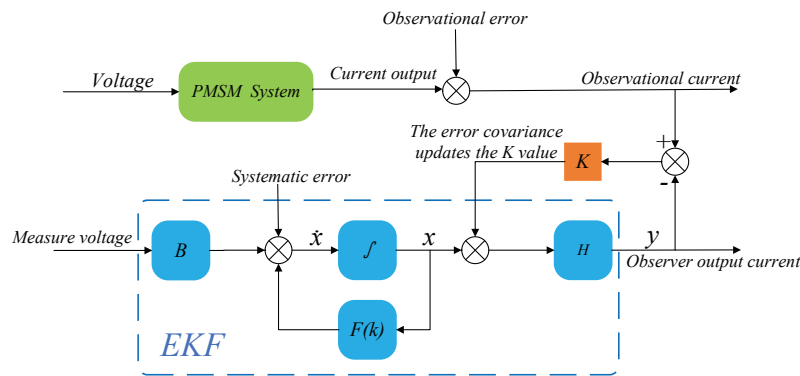 Observational error
Voltage
PMSM System
Current output
Observational current
The error covariance
updates the K value
K
+
-
Systematic error
Measure voltage
B
ẋ
∫
x
H
y
Observer output current
F(k)
EKF